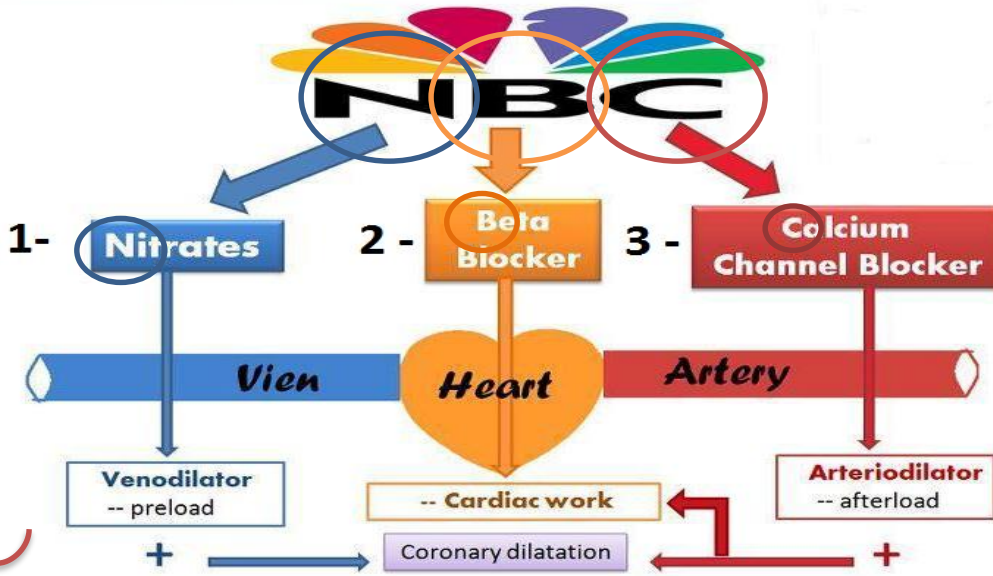 NBC
1- Nitrates
2 - Beta
Blocker
3 - Calcium
Channel Blocker
Vien
Heart
Artery
Venodilator
-- preload
-- Cardiac work
Arteriodilator
-- afterload
+
Coronary dilatation
+